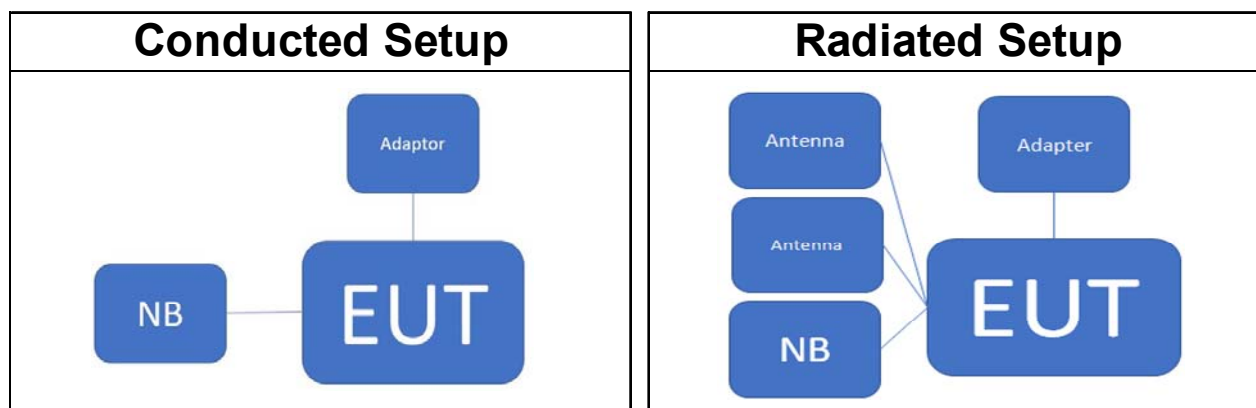 Conducted Setup
Adaptor
NB
EUT
Radiated Setup
Antenna
Adapter
Antenna
NB
EUT